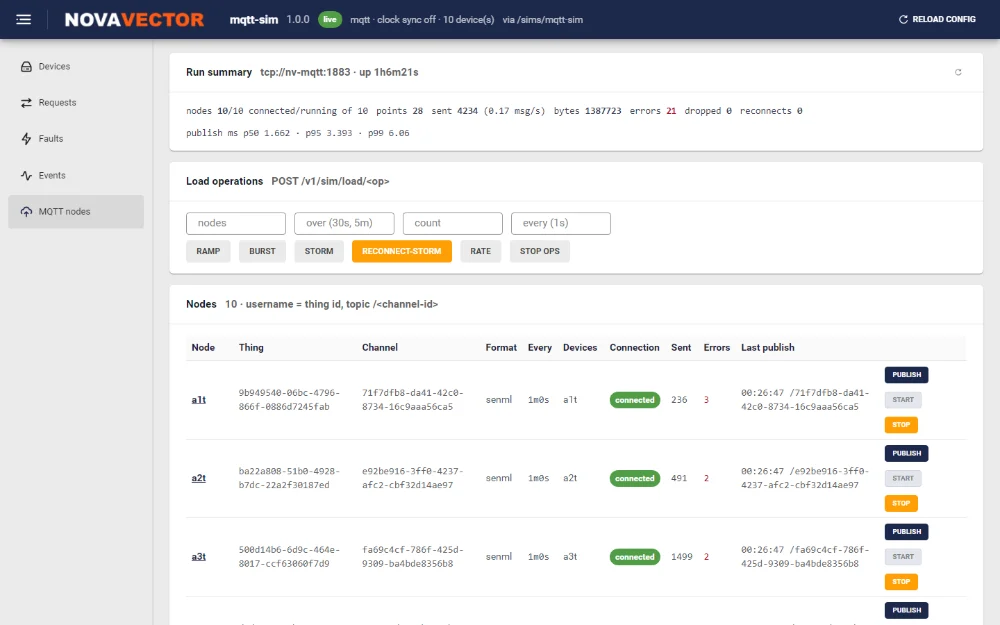 NOVAVECTOR mqtt-sim 1.0.0 live mqtt · clock sync off · 10 device(s) via /sims/mqtt-sim RELOAD CONFIG
Devices
Requests
Faults
Events
MQTT nodes
Run summary tcp://nv-mqtt:1883 · up 1h6m21s
nodes 10/10 connected/running of 10 points 28 sent 4234 (0.17 msg/s) bytes 1387723 errors 21 dropped 0 reconnects 0
publish ms p50 1.662 · p95 3.393 · p99 6.06
Load operations POST /v1/sim/load/<op>
nodes over (30s, 5m) count every (1s)
RAMP BURST STORM RECONNECT-STORM RATE STOP OPS
Nodes 10 · username = thing id, topic /<channel-id>
Node Thing Channel Format Every Devices Connection Sent Errors Last publish
PUBLISH
a1t 9b949540-06bc-4796-866f-0886d7245fab 71f7dfb8-da41-42c0-8734-16c9aaa56ca5 senml 1m0s a1t connected 236 3 00:26:47 /71f7dfb8-da41-42c0-8734-16c9aaa56ca5 START
STOP
PUBLISH
a2t ba22a808-51b0-4928-b7dc-22a2f30187ed e92be916-3ff0-4237-afc2-cbf32d14ae97 senml 1m0s a2t connected 491 2 00:26:47 /e92be916-3ff0-4237-afc2-cbf32d14ae97 START
STOP
PUBLISH
a3t 500d14b6-6d9c-464e-8017-ccf63060f7d9 fa69c4cf-786f-425d-9309-ba4bde8356b8 senml 1m0s a3t connected 1499 2 00:26:47 /fa69c4cf-786f-425d-9309-ba4bde8356b8 START
STOP
PUBLISH